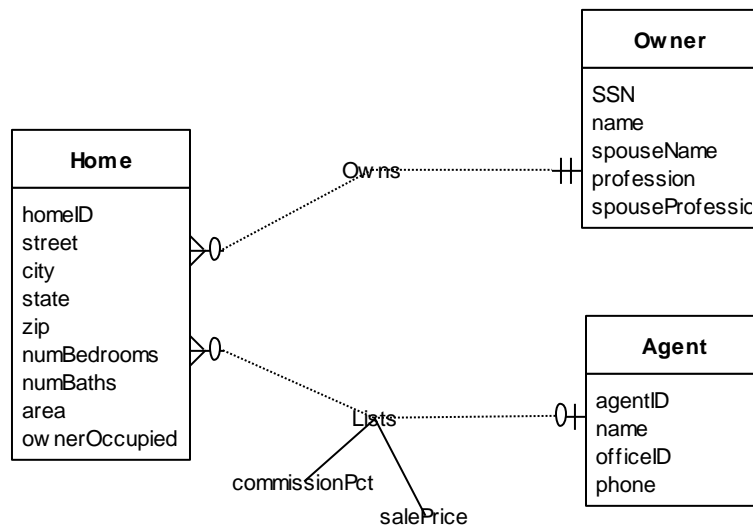 Owner
SSN
name
spouseName
profession
spouseProfessio
Home
homeID
street
city
state
zip
numBedrooms
numBaths
area
ownerOccupied
Owns
Lists
commissionPct
salePrice
Agent
agentID
name
officeID
phone